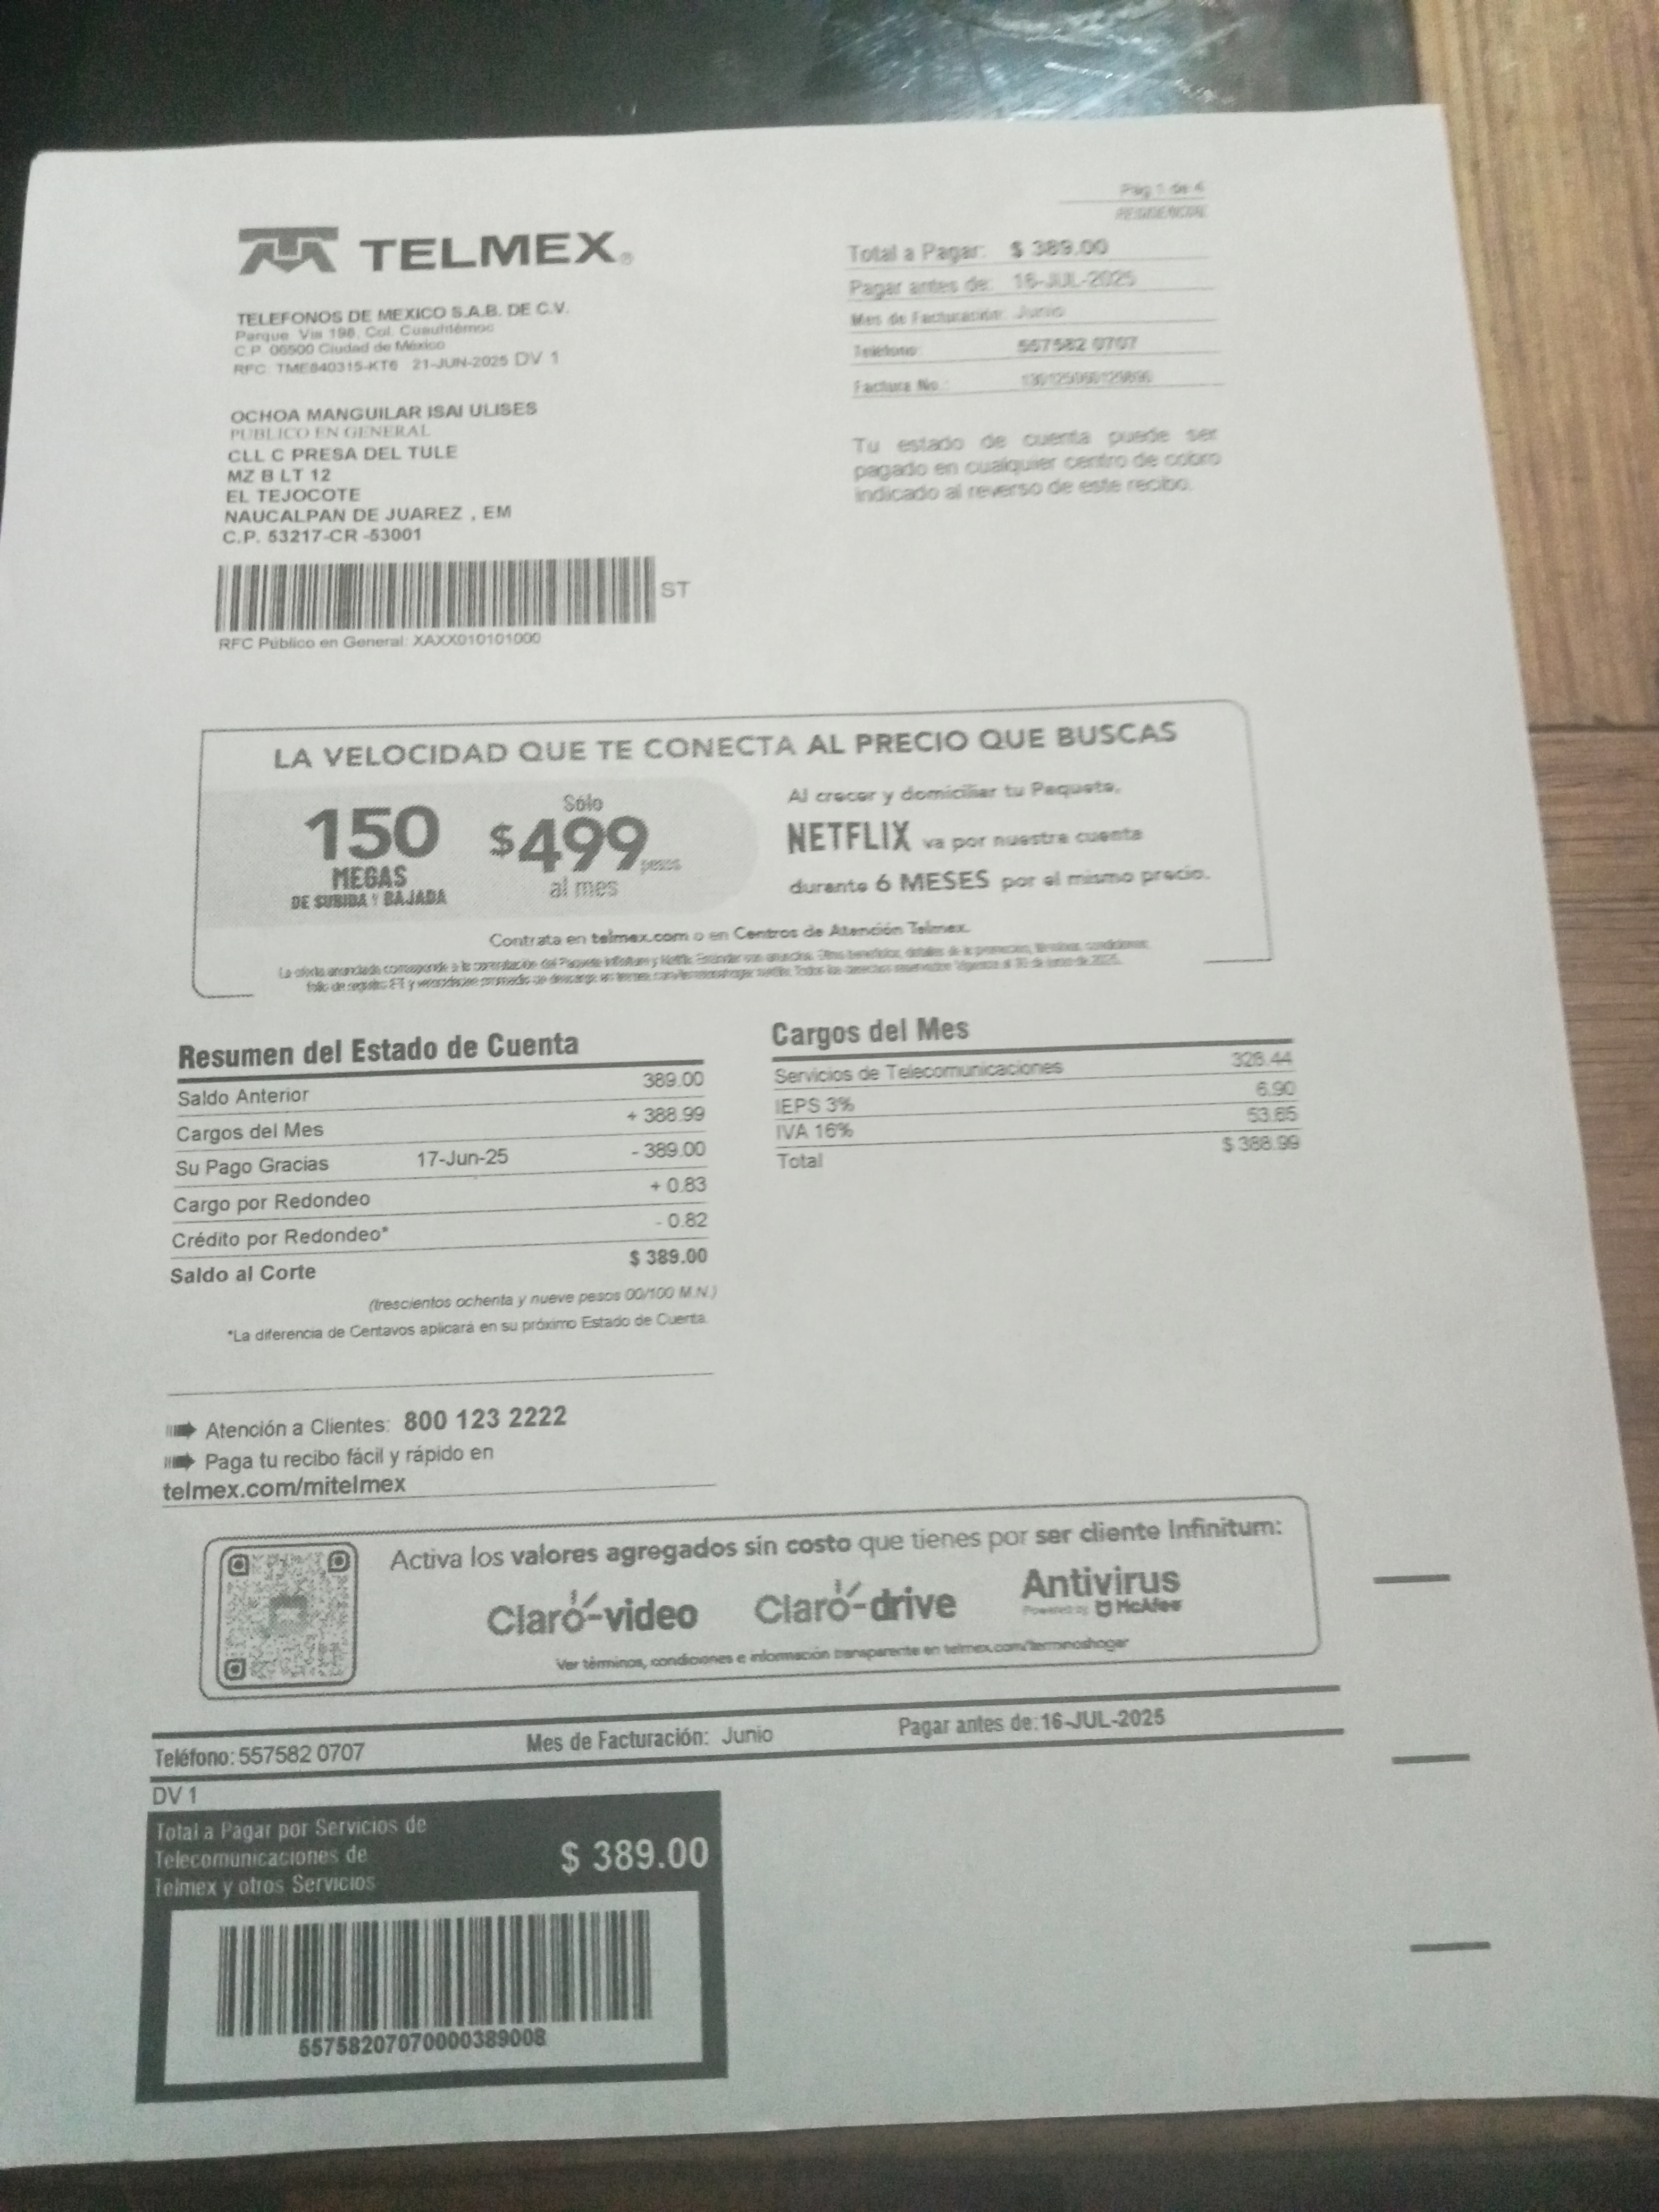 Pag 1 de 4
RESIDENCIAL
TELMEX®
Total a Pagar: $ 389.00
Pagar antes de: 16-JUL-2025
Mes de Facturación: Junio
Teléfono: 557582 0707
Factura No.:
TELEFONOS DE MEXICO S.A.B. DE C.V.
Parque Via 198, Col. Cuauhtémoc
C.P. 06500 Ciudad de México
RFC: TME840315-KT6 21-JUN-2025 DV 1
OCHOA MANGUILAR ISAI ULISES
PUBLICO EN GENERAL
CLL C PRESA DEL TULE
MZ B LT 12
EL TEJOCOTE
NAUCALPAN DE JUAREZ , EM
C.P. 53217-CR -53001
ST
RFC Público en General: XAXX010101000
Tu estado de cuenta puede ser
pagado en cualquier centro de cobro
indicado al reverso de este recibo.
LA VELOCIDAD QUE TE CONECTA AL PRECIO QUE BUSCAS
150
MEGAS
DE SUBIDA Y BAJADA
Sólo
$499 pesos
al mes
Al crecer y domiciliar tu Paquete,
NETFLIX va por nuestra cuenta
durante 6 MESES por el mismo precio.
Contrata en telmex.com o en Centros de Atención Telmex.
Resumen del Estado de Cuenta
Saldo Anterior 389.00
Cargos del Mes + 388.99
Su Pago Gracias 17-Jun-25 - 389.00
Cargo por Redondeo + 0.83
Crédito por Redondeo* - 0.82
Saldo al Corte $ 389.00
(trescientos ochenta y nueve pesos 00/100 M.N.)
*La diferencia de Centavos aplicará en su próximo Estado de Cuenta.
Cargos del Mes
Servicios de Telecomunicaciones 328.44
IEPS 3% 6.90
IVA 16% 53.65
Total $ 388.99
Atención a Clientes: 800 123 2222
Paga tu recibo fácil y rápido en
telmex.com/mitelmex
Activa los valores agregados sin costo que tienes por ser cliente Infinitum:
Claro-video
Claro-drive
Antivirus
Powered by McAfee
Ver términos, condiciones e información transparente en telmex.com/terminoshogar
Teléfono: 557582 0707 Mes de Facturación: Junio Pagar antes de: 16-JUL-2025
DV 1
Total a Pagar por Servicios de
Telecomunicaciones de
Telmex y otros Servicios
$ 389.00
55758207070000389008